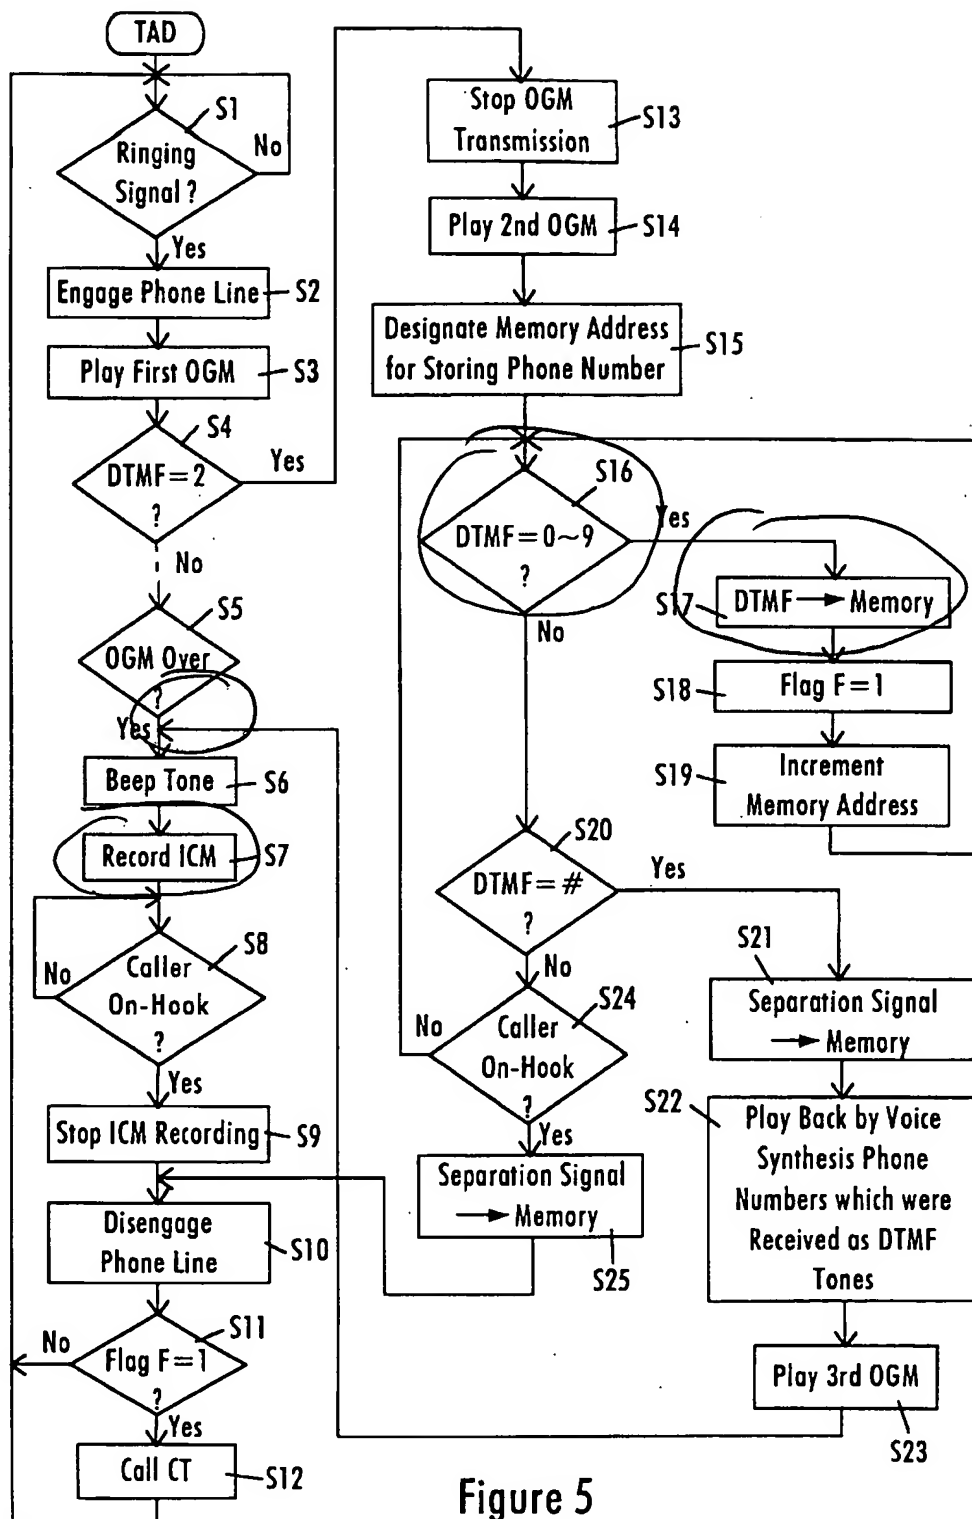 TAD
S1
Ringing
Signal ?
No
Yes
Engage Phone Line
S2
Play First OGM
S3
S4
DTMF=2
?
Yes
No
S5
OGM Over
?
Yes
Beep Tone
S6
Record ICM
S7
S8
Caller
On-Hook
?
No
Yes
Stop ICM Recording
S9
Disengage
Phone Line
S10
S11
Flag F=1
?
No
Yes
Call CT
S12
Stop OGM
Transmission
S13
Play 2nd OGM
S14
Designate Memory Address
for Storing Phone Number
S15
S16
DTMF=0~9
?
Yes
No
S17
DTMF → Memory
S18
Flag F=1
S19
Increment
Memory Address
S20
DTMF=#
?
Yes
No
S21
Separation Signal
→ Memory
S22
Play Back by Voice
Synthesis Phone
Numbers which were
Received as DTMF
Tones
Play 3rd OGM
S23
S24
Caller
On-Hook
?
No
Yes
Separation Signal
→ Memory
S25
Figure 5